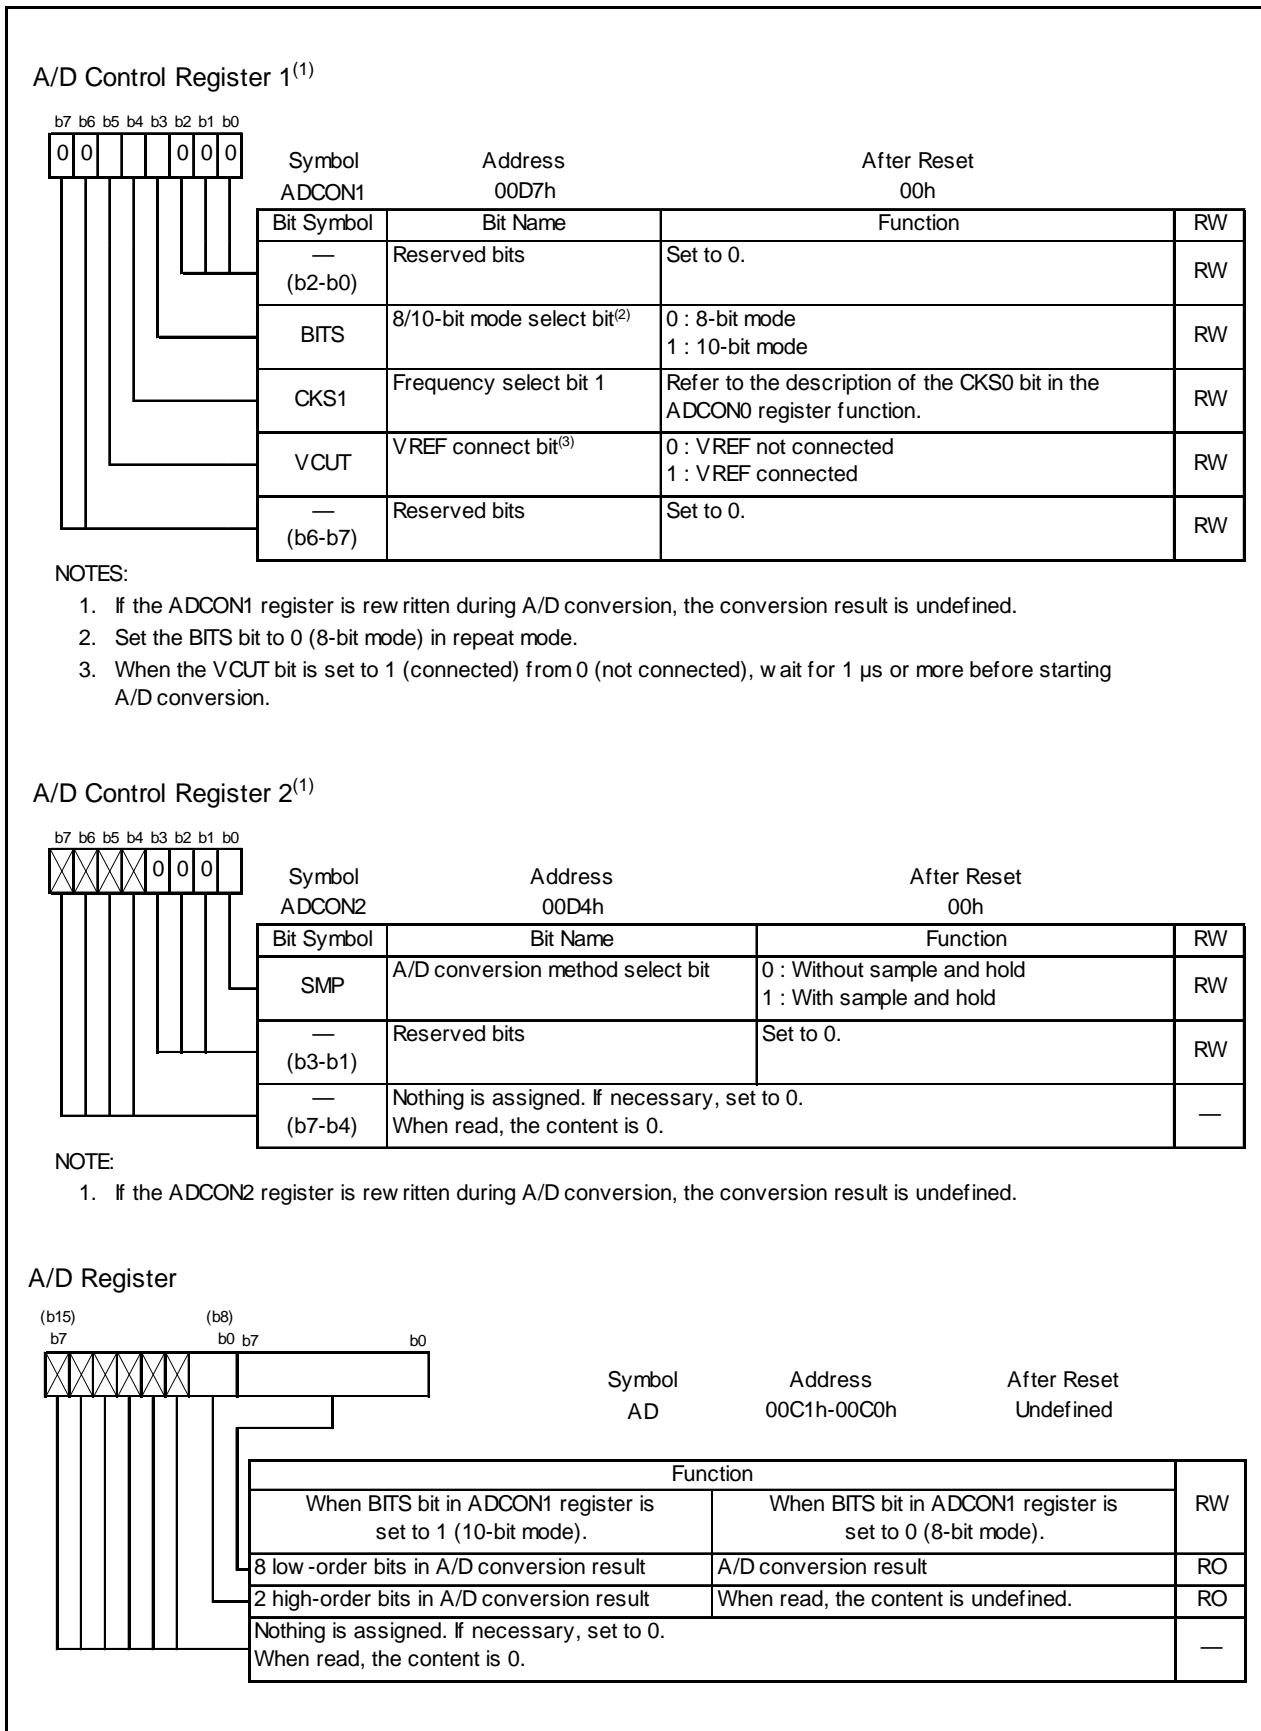 A/D Control Register 1(1)
b7 b6 b5 b4 b3 b2 b1 b0
0 0 0 0 0
Symbol Address After Reset
ADCON1 00D7h 00h
Bit Symbol Bit Name Function RW
— (b2-b0) Reserved bits Set to 0. RW
BITS 8/10-bit mode select bit(2) 0 : 8-bit mode
1 : 10-bit mode RW
CKS1 Frequency select bit 1 Refer to the description of the CKS0 bit in the
ADCON0 register function. RW
VCUT VREF connect bit(3) 0 : VREF not connected
1 : VREF connected RW
— (b6-b7) Reserved bits Set to 0. RW
NOTES:
1. If the ADCON1 register is rewritten during A/D conversion, the conversion result is undefined.
2. Set the BITS bit to 0 (8-bit mode) in repeat mode.
3. When the VCUT bit is set to 1 (connected) from 0 (not connected), wait for 1 µs or more before starting
A/D conversion.
A/D Control Register 2(1)
b7 b6 b5 b4 b3 b2 b1 b0
0 0 0
Symbol Address After Reset
ADCON2 00D4h 00h
Bit Symbol Bit Name Function RW
SMP A/D conversion method select bit 0 : Without sample and hold
1 : With sample and hold RW
— (b3-b1) Reserved bits Set to 0. RW
— (b7-b4) Nothing is assigned. If necessary, set to 0.
When read, the content is 0. —
NOTE:
1. If the ADCON2 register is rewritten during A/D conversion, the conversion result is undefined.
A/D Register
(b15) (b8)
b7 b0 b7 b0
Symbol Address After Reset
AD 00C1h-00C0h Undefined
Function RW
When BITS bit in ADCON1 register is
set to 1 (10-bit mode).
When BITS bit in ADCON1 register is
set to 0 (8-bit mode).
8 low-order bits in A/D conversion result A/D conversion result RO
2 high-order bits in A/D conversion result When read, the content is undefined. RO
Nothing is assigned. If necessary, set to 0.
When read, the content is 0. —